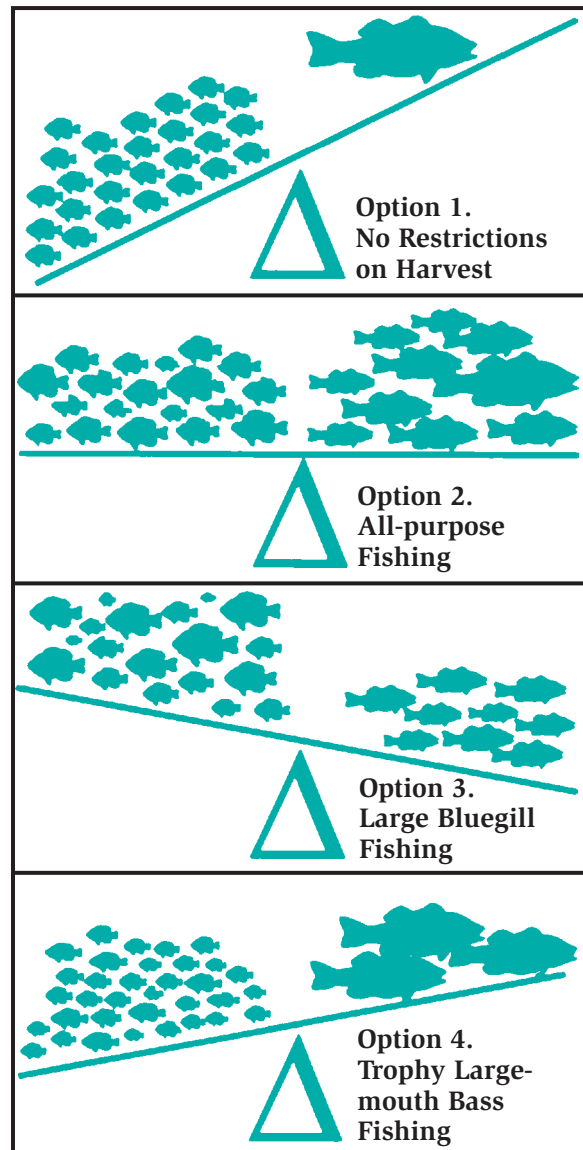 Option 1.
No Restrictions
on Harvest
Option 2.
All-purpose
Fishing
Option 3.
Large Bluegill
Fishing
Option 4.
Trophy Large-
mouth Bass
Fishing